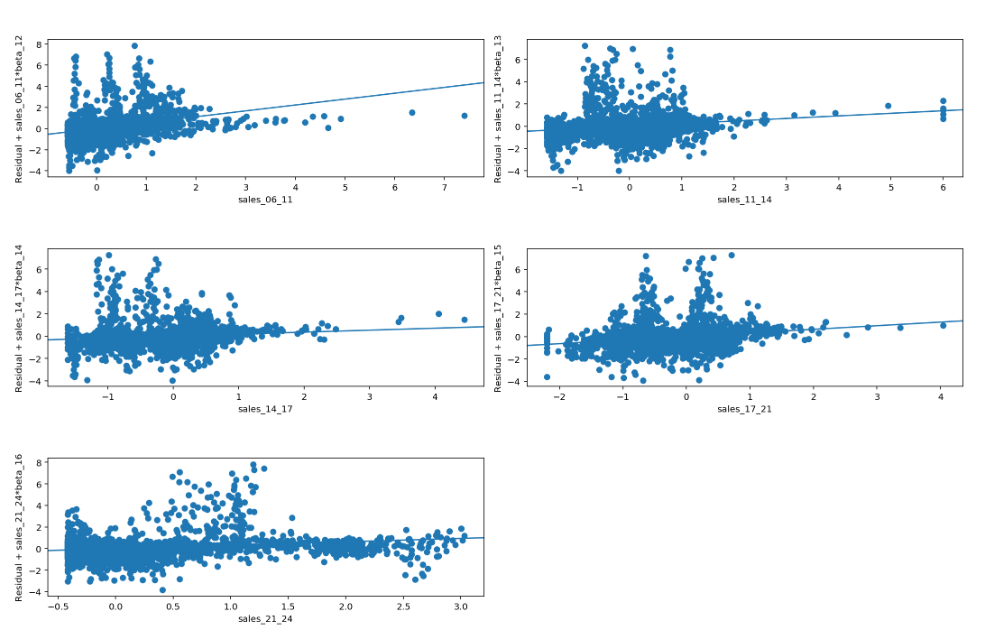 Residual + sales_06_11*beta_12
8
6
4
2
0
−2
−4
0 1 2 3 4 5 6 7
sales_06_11
Residual + sales_11_14*beta_13
6
4
2
0
−2
−4
−1 0 1 2 3 4 5 6
sales_11_14
Residual + sales_14_17*beta_14
6
4
2
0
−2
−4
−1 0 1 2 3 4
sales_14_17
Residual + sales_17_21*beta_15
6
4
2
0
−2
−4
−2 −1 0 1 2 3 4
sales_17_21
Residual + sales_21_24*beta_16
8
6
4
2
0
−2
−4
−0.5 0.0 0.5 1.0 1.5 2.0 2.5 3.0
sales_21_24